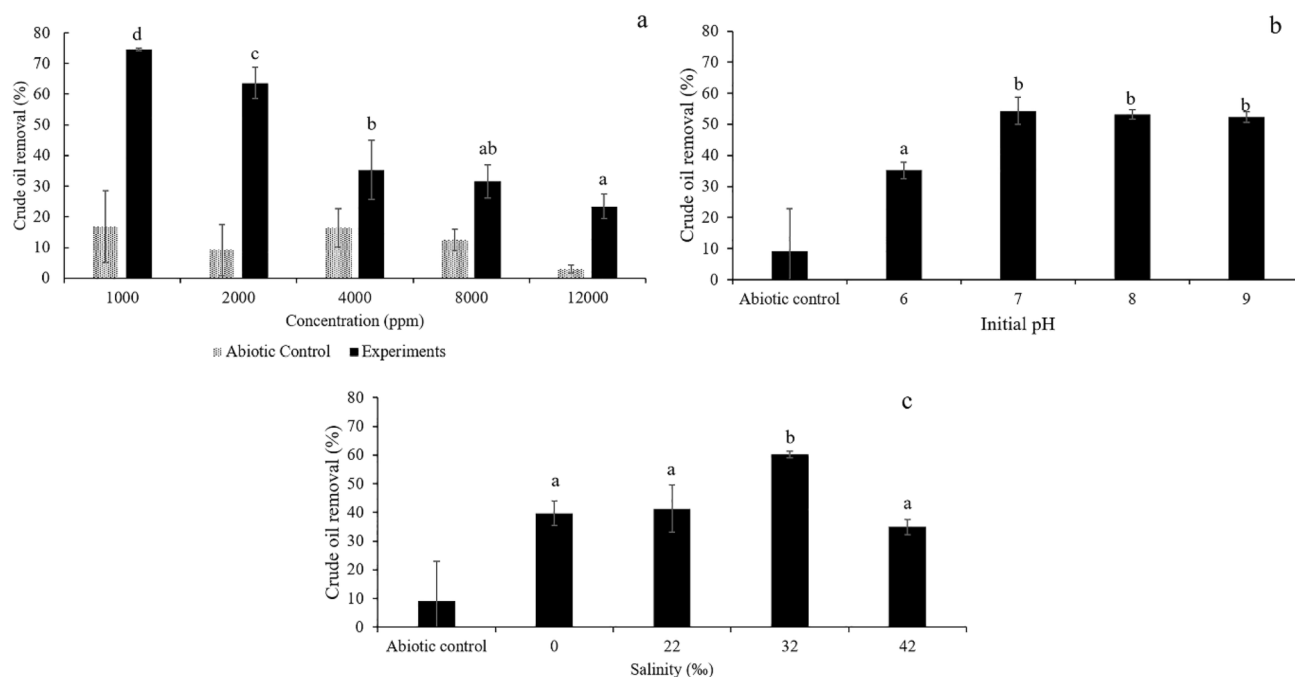 a
Crude oil removal (%)
80
70
60
50
40
30
20
10
0
d
c
b
ab
a
1000 2000 4000 8000 12000
Concentration (ppm)
Abiotic Control Experiments
b
Crude oil removal (%)
80
70
60
50
40
30
20
10
0
a
b
b
b
Abiotic control 6 7 8 9
Initial pH
c
Crude oil removal (%)
80
70
60
50
40
30
20
10
0
a
a
b
a
Abiotic control 0 22 32 42
Salinity (‰)